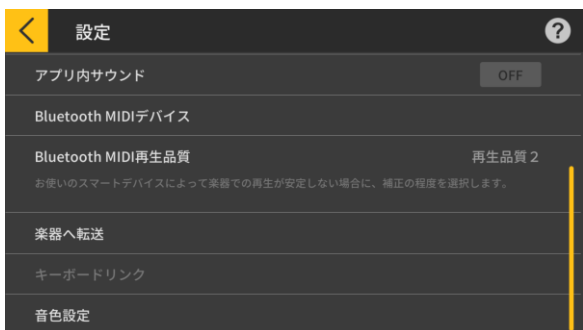 設定
?
アプリ内サウンド
OFF
Bluetooth MIDIデバイス
Bluetooth MIDI再生品質
再生品質2
お使いのスマートデバイスによって楽器での再生が安定しない場合に、補正の程度を選択します。
楽器へ転送
キーボードリンク
音色設定